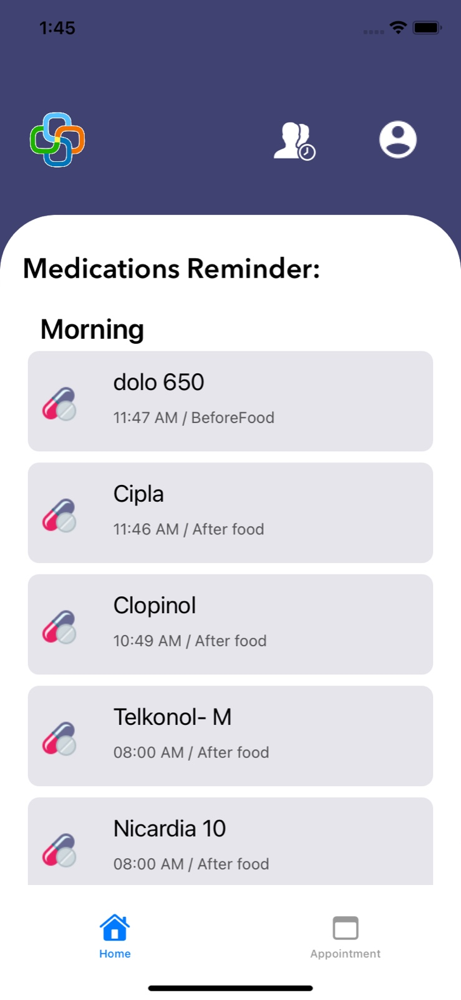 1:45
Medications Reminder:
Morning
dolo 650
11:47 AM / BeforeFood
Cipla
11:46 AM / After food
Clopinol
10:49 AM / After food
Telkonol- M
08:00 AM / After food
Nicardia 10
08:00 AM / After food
Home
Appointment